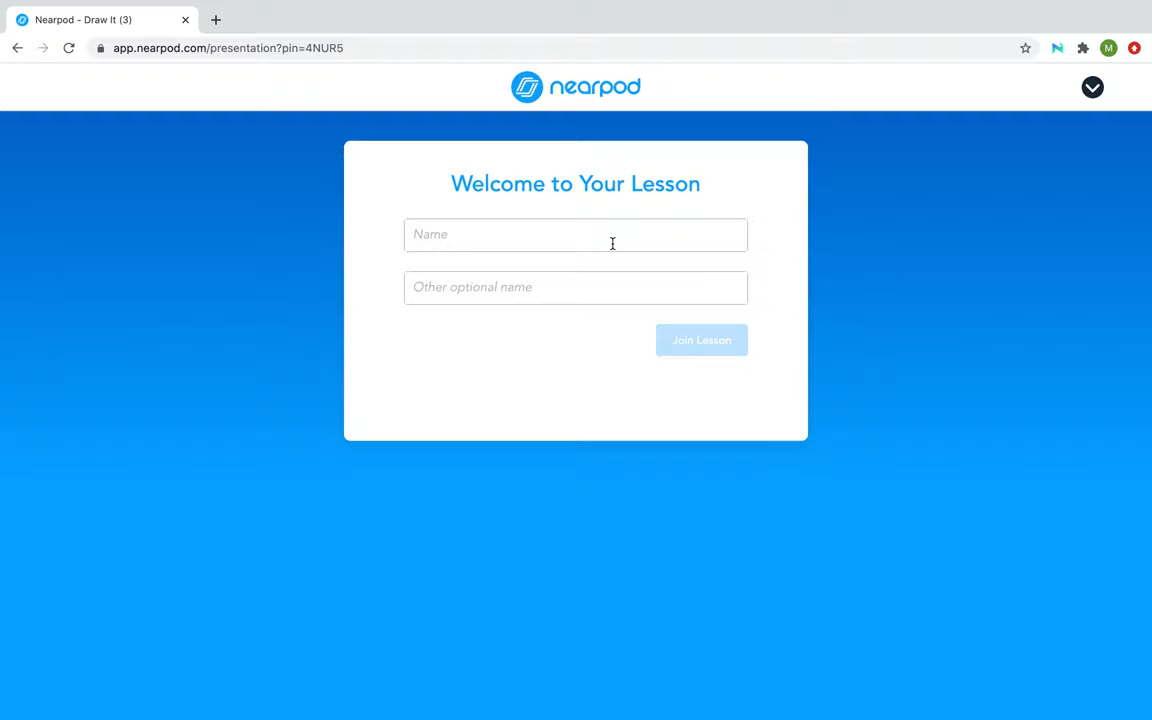 Nearpod - Draw It (3)
app.nearpod.com/presentation?pin=4NUR5
M
nearpod
Welcome to Your Lesson
Name
Other optional name
Join Lesson